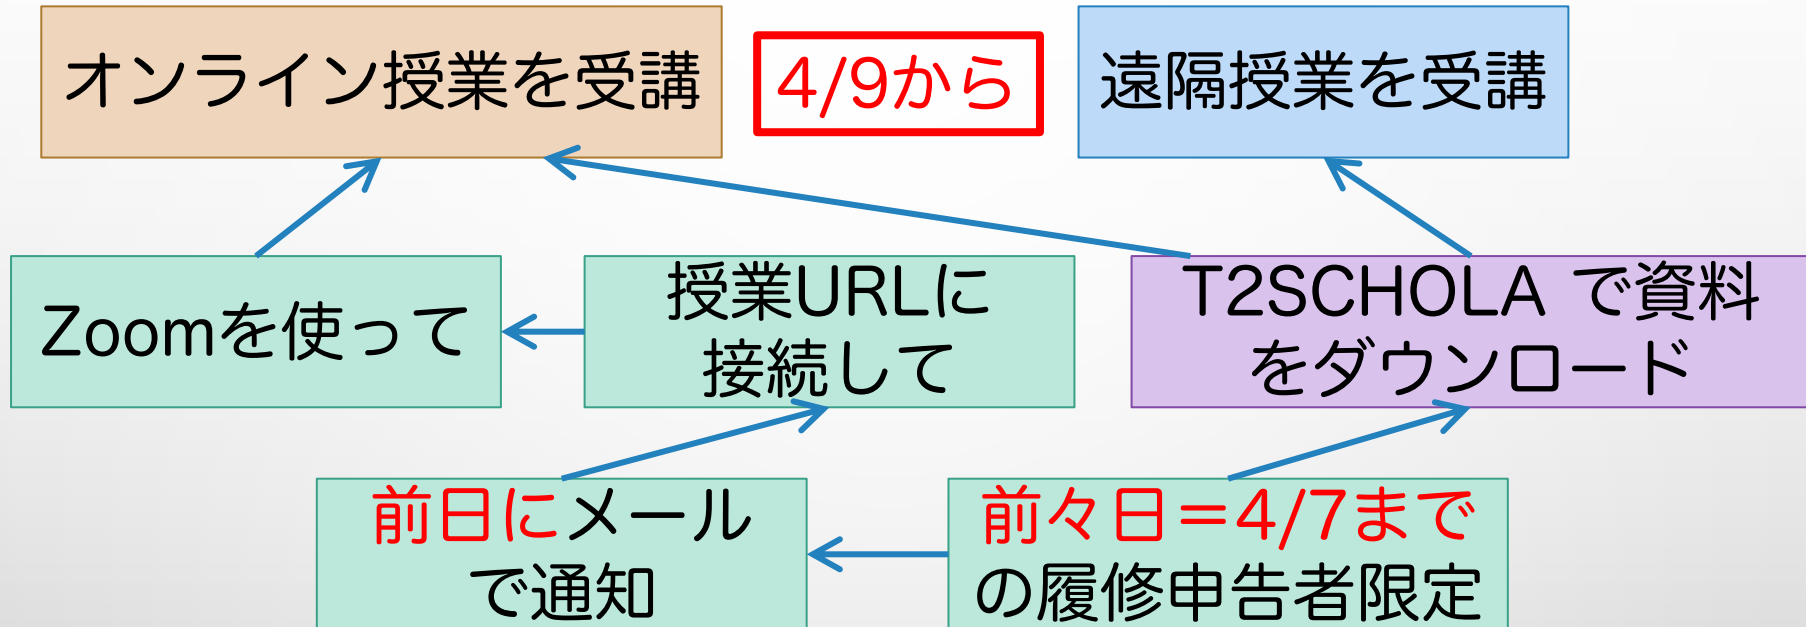 オンライン授業を受講
4/9から
遠隔授業を受講
Zoomを使って
授業URLに
接続して
T2SCHOLA で資料
をダウンロード
前日にメール
で通知
前々日＝4/7まで
の履修申告者限定